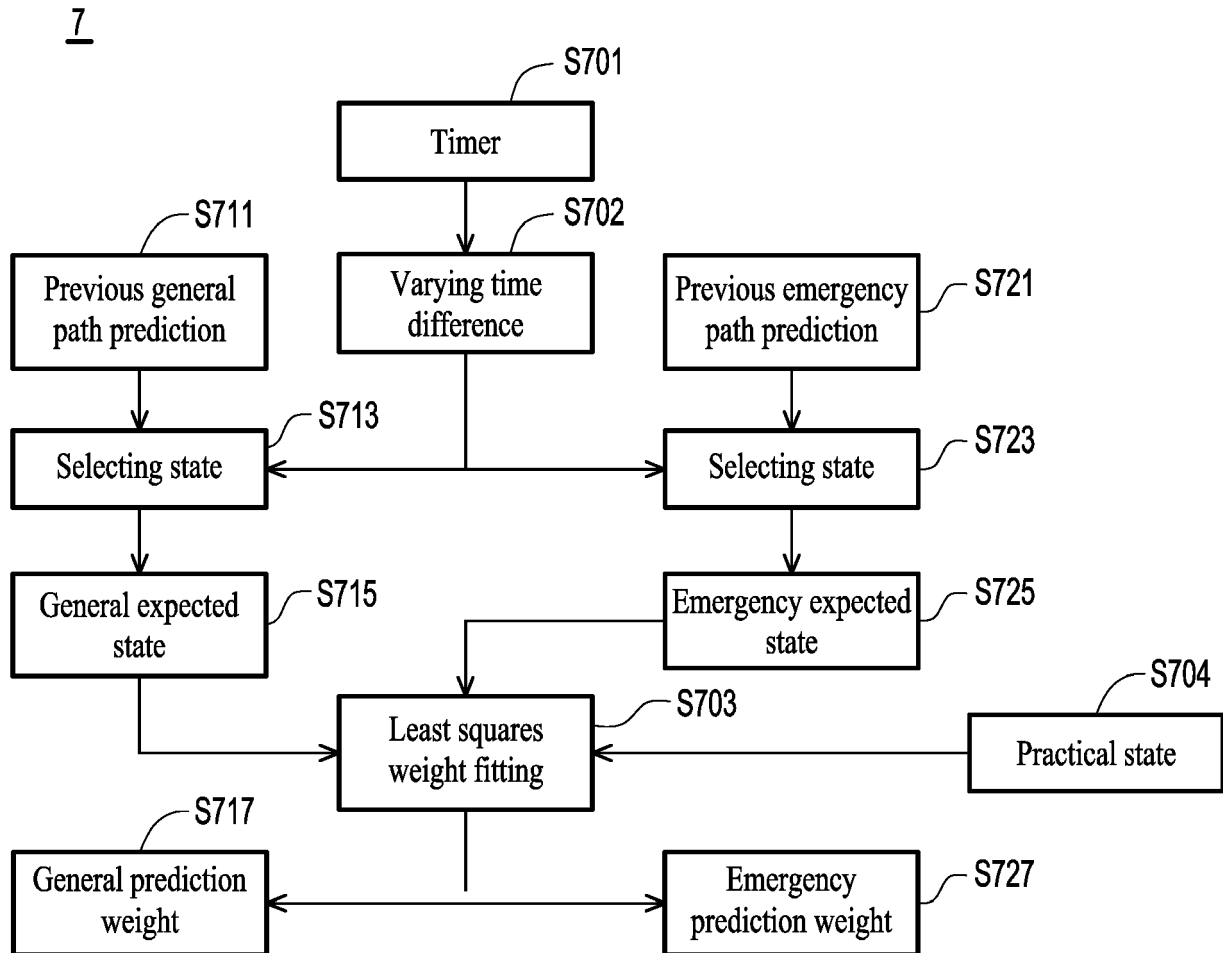 7
S701
Timer
S711
S702
Previous general
path prediction
Varying time
difference
Previous emergency
path prediction
S721
S713
Selecting state
Selecting state
S723
General expected
state
S715
Emergency expected
state
S725
S703
Least squares
weight fitting
S704
Practical state
S717
General prediction
weight
Emergency
prediction weight
S727